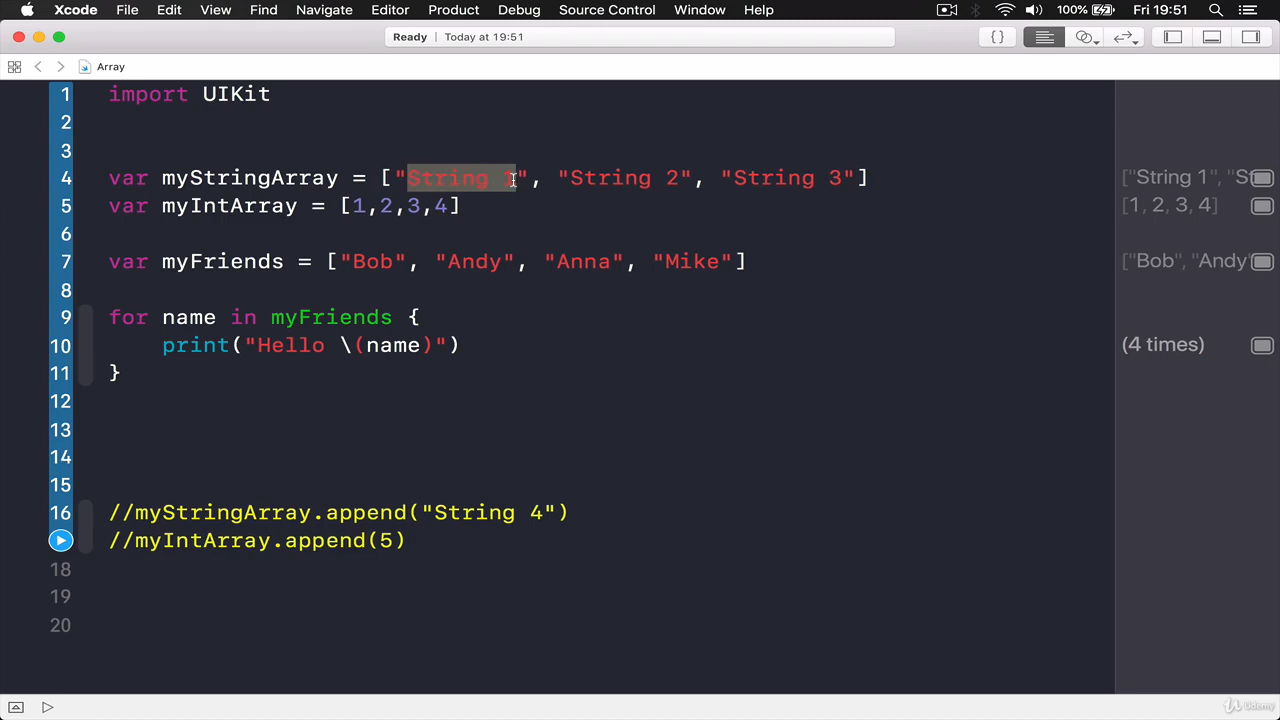 Xcode File Edit View Find Navigate Editor Product Debug Source Control Window Help 100% Fri 19:51
Ready Today at 19:51
Array
1 import UIKit
2
3
4 var myStringArray = ["String 1", "String 2", "String 3"] ["String 1", "St
5 var myIntArray = [1,2,3,4] [1, 2, 3, 4]
6
7 var myFriends = ["Bob", "Andy", "Anna", "Mike"] ["Bob", "Andy"
8
9 for name in myFriends {
10 print("Hello \(name)") (4 times)
11 }
12
13
14
15
16 //myStringArray.append("String 4")
//myIntArray.append(5)
18
19
20
Udemy